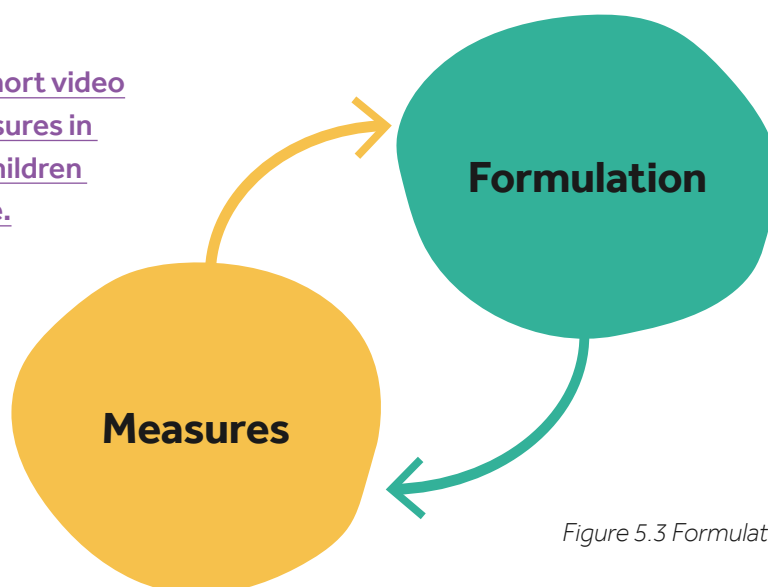 hort video
sures in
hildren
e.
Formulation
Measures
Figure 5.3 Formulat